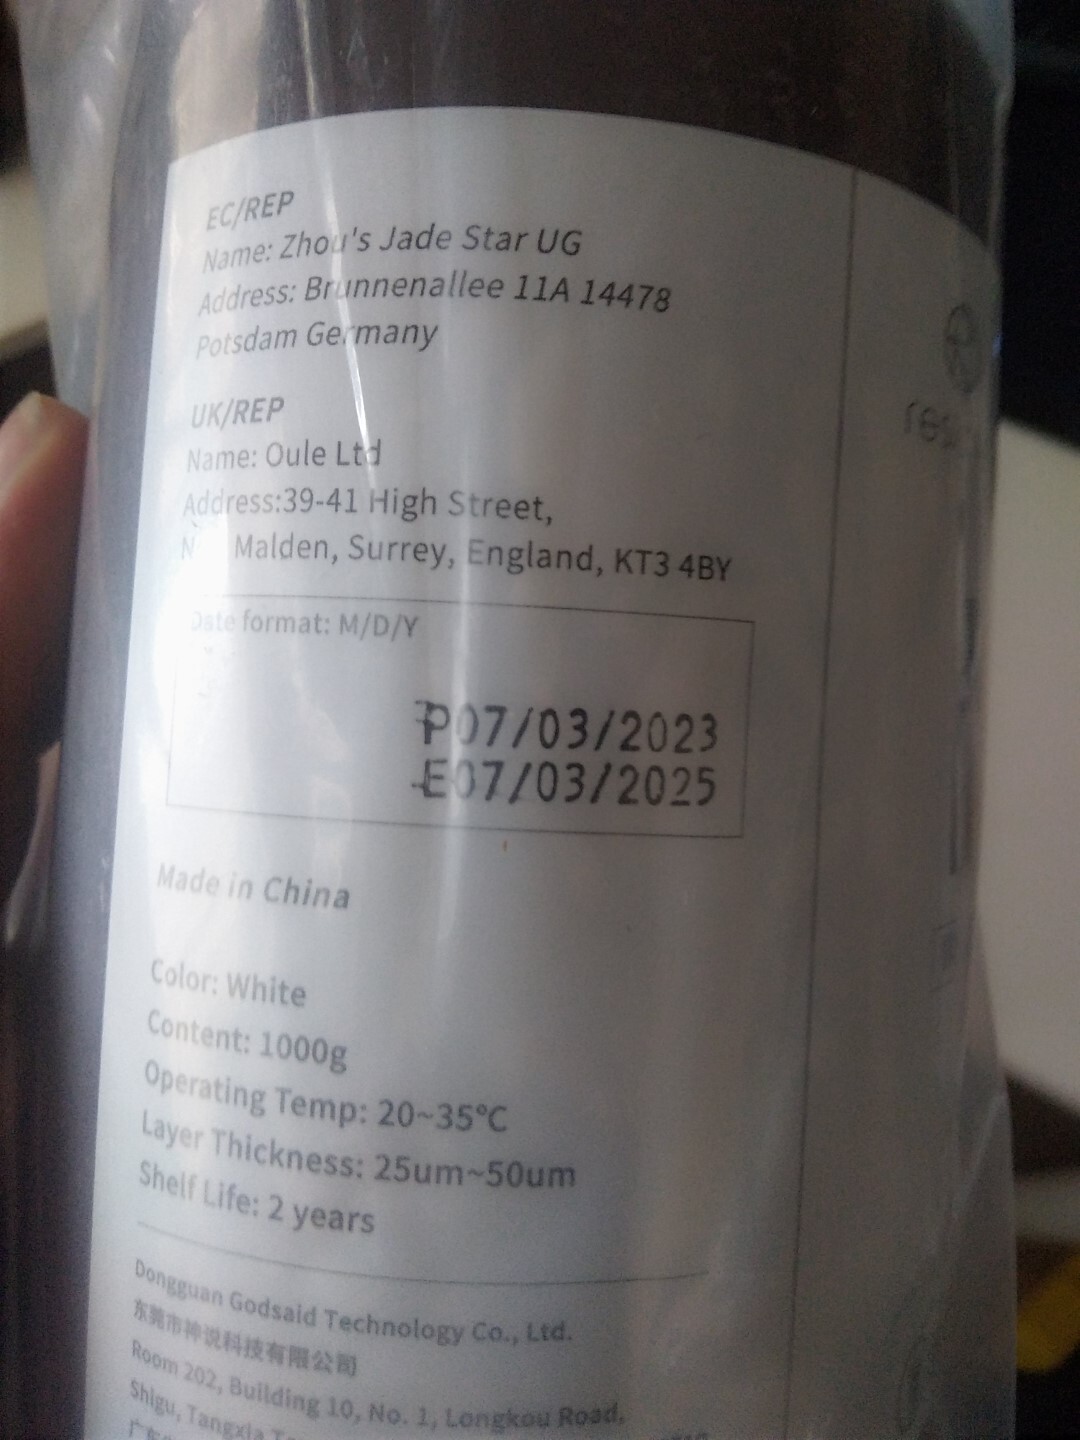 EC/REP
Name: Zhou's Jade Star UG
Address: Brunnenallee 11A 14478
Potsdam Germany
UK/REP
Name: Oule Ltd
Address:39-41 High Street,
Malden, Surrey, England, KT3 4BY
Date format: M/D/Y
P07/03/2023
E07/03/2025
Made in China
Color: White
Content: 1000g
Operating Temp: 20~35°C
Layer Thickness: 25um~50um
Shelf Life: 2 years
Dongguan Godsaid Technology Co., Ltd.
东莞市神说科技有限公司
Room 202, Building 10, No. 1, Longkou Road,
Shigu, Tangxia